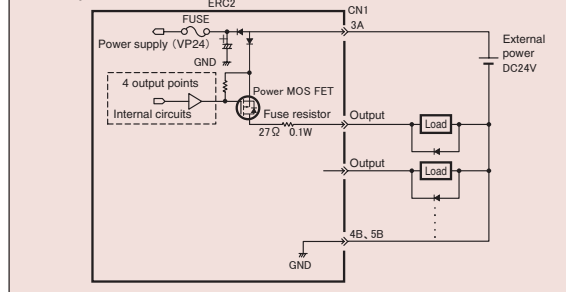 ERC2
CN1
FUSE
3A
Power supply (VP24)
External
power
DC24V
GND
4 output points
Internal circuits
Power MOS FET
Fuse resistor
27Ω 0.1W
Output
Load
Output
Load
4B、5B
GND